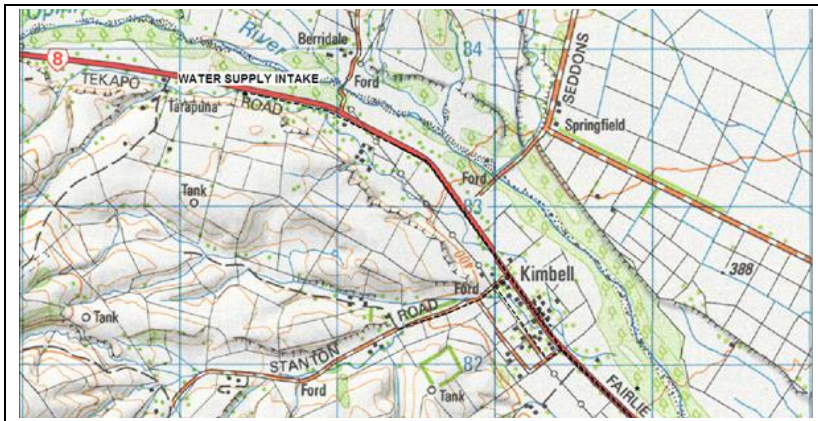 River
Berridale
84
8
TEKAPO
WATER SUPPLY INTAKE
Tarapuna
ROAD
Ford
SEDDONS
Springfield
Ford
Tank
83
400
Kimbell
388
Ford
Tank
ROAD
STANTON
82
FAIRLIE
Ford
Tank